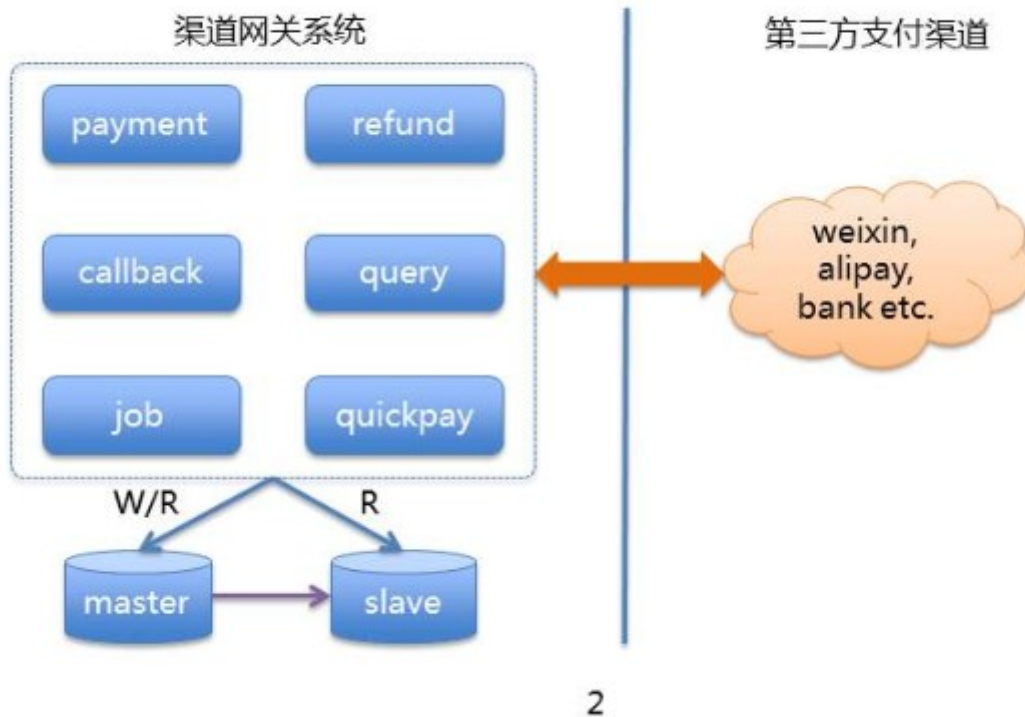 渠道网关系统
第三方支付渠道
payment
refund
callback
query
job
quickpay
weixin,
alipay,
bank etc.
W/R
R
master
slave
2